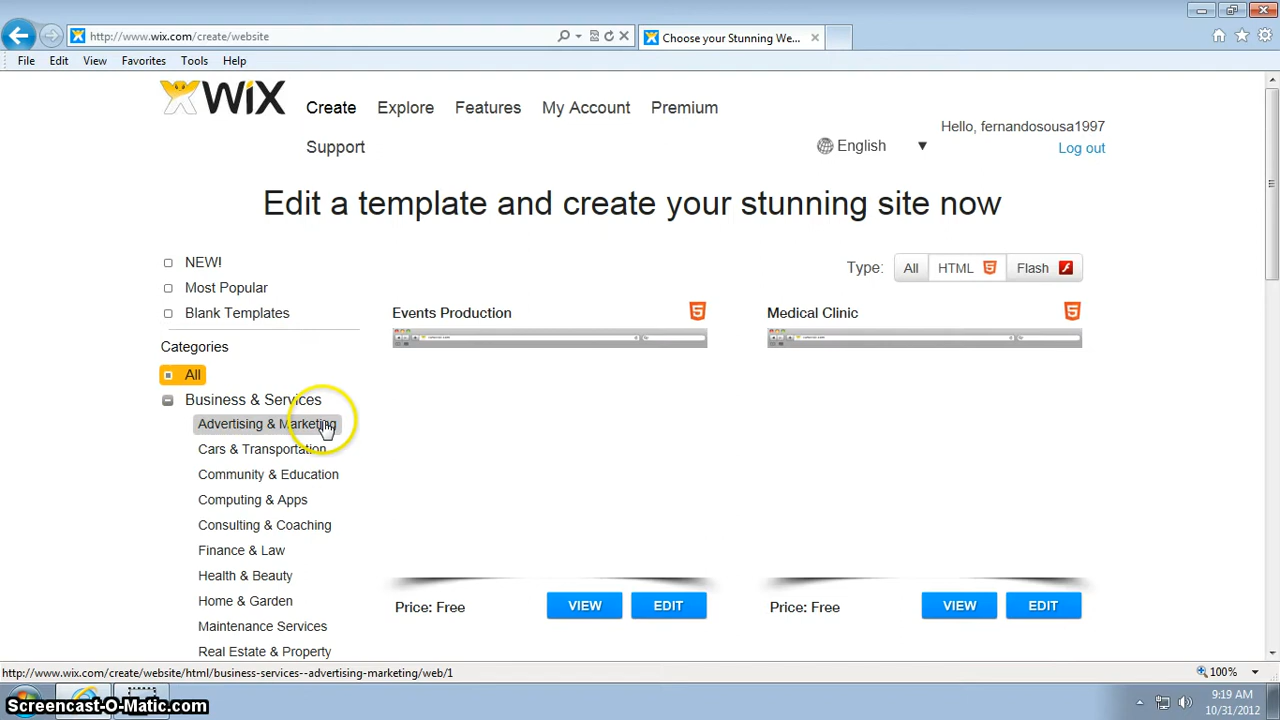 http://www.wix.com/create/website
Choose your Stunning We...
File Edit View Favorites Tools Help
WiX
Create Explore Features My Account Premium
Support
English
Hello, fernandosousa1997
Log out
Edit a template and create your stunning site now
NEW!
Most Popular
Blank Templates
Categories
All
Business & Services
Advertising & Marketing
Cars & Transportation
Community & Education
Computing & Apps
Consulting & Coaching
Finance & Law
Health & Beauty
Home & Garden
Maintenance Services
Real Estate & Property
Type: All HTML Flash
Events Production
Price: Free VIEW EDIT
Medical Clinic
Price: Free VIEW EDIT
http://www.wix.com/create/website/html/business-services--advertising-marketing/web/1
100%
Screencast-O-Matic.com
9:19 AM
10/31/2012